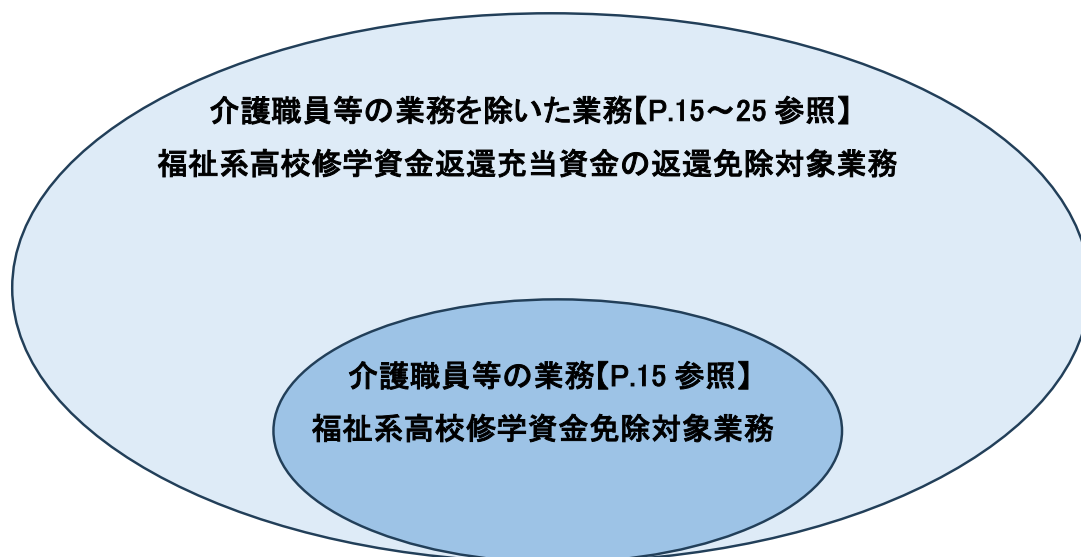 介護職員等の業務を除いた業務【P.15～25 参照】
福祉系高校修学資金返還充当資金の返還免除対象業務
介護職員等の業務【P.15 参照】
福祉系高校修学資金免除対象業務